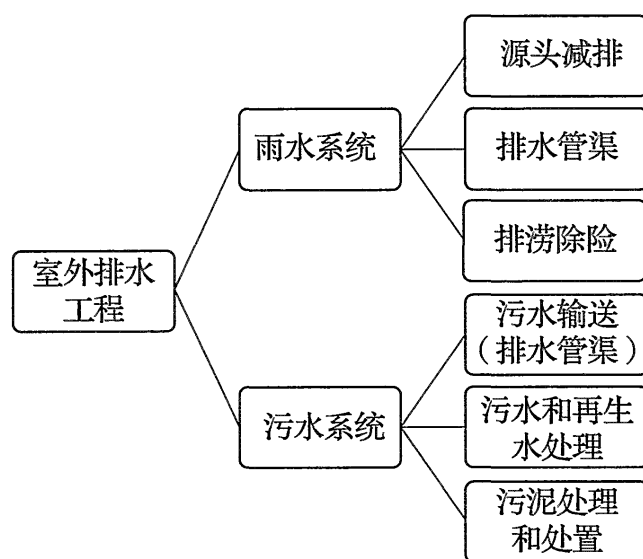 室外排水
工程
雨水系统
源头减排
排水管渠
排涝除险
污水系统
污水输送
（排水管渠）
污水和再生
水处理
污泥处理
和处置